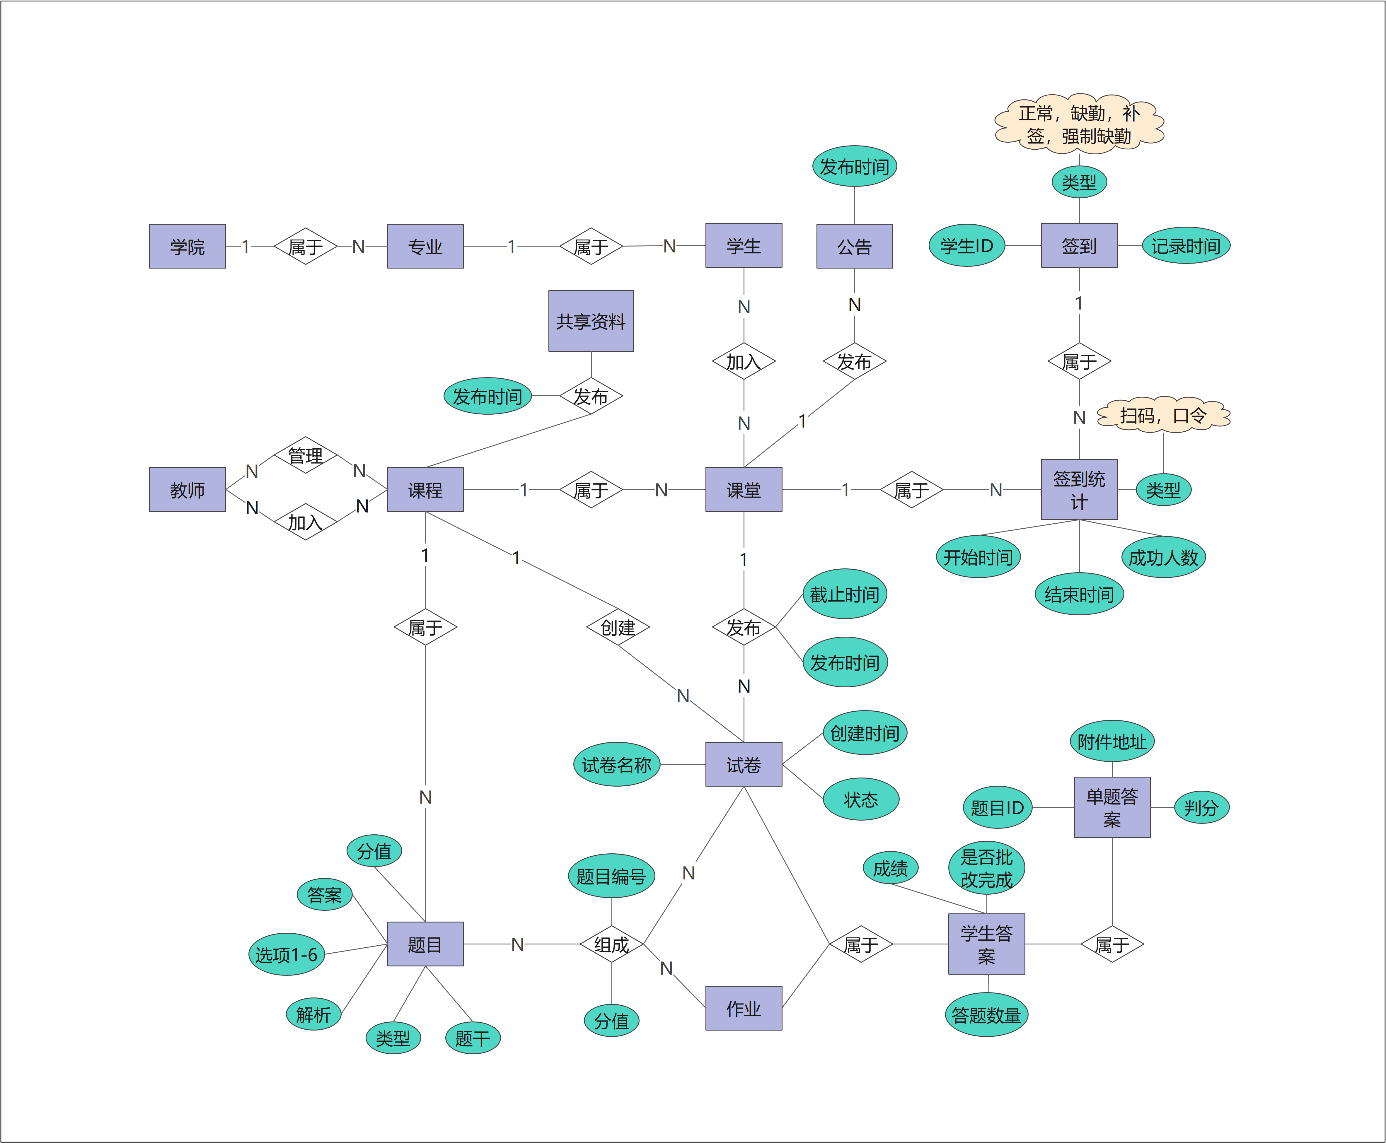 正常，缺勤，补
签，强制缺勤
发布时间
类型
学院
1
属于
N
专业
1
属于
N
学生
公告
学生ID
签到
记录时间
N
N
1
共享资料
加入
发布
属于
发布时间
发布
N
1
N
扫码，口令
N
管理
N
教师
课程
1
属于
N
课堂
1
属于
N
签到统
计
类型
N
加入
N
1
1
1
开始时间
成功人数
结束时间
截止时间
属于
创建
发布
发布时间
N
N
创建时间
试卷名称
试卷
状态
附件地址
N
单题答
案
题目ID
判分
分值
题目编号
N
成绩
是否批
改完成
答案
题目
N
组成
属于
学生答
案
属于
选项1-6
N
解析
作业
分值
答题数量
类型
题干